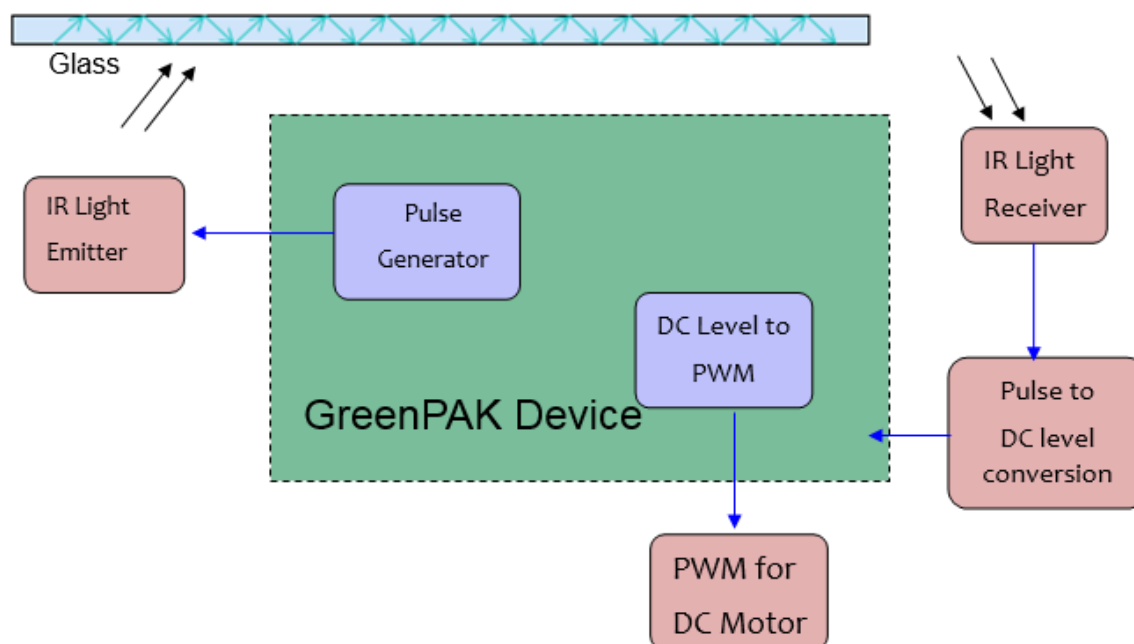 Glass
IR Light
Emitter
Pulse
Generator
IR Light
Receiver
DC Level to
PWM
GreenPAK Device
Pulse to
DC level
conversion
PWM for
DC Motor